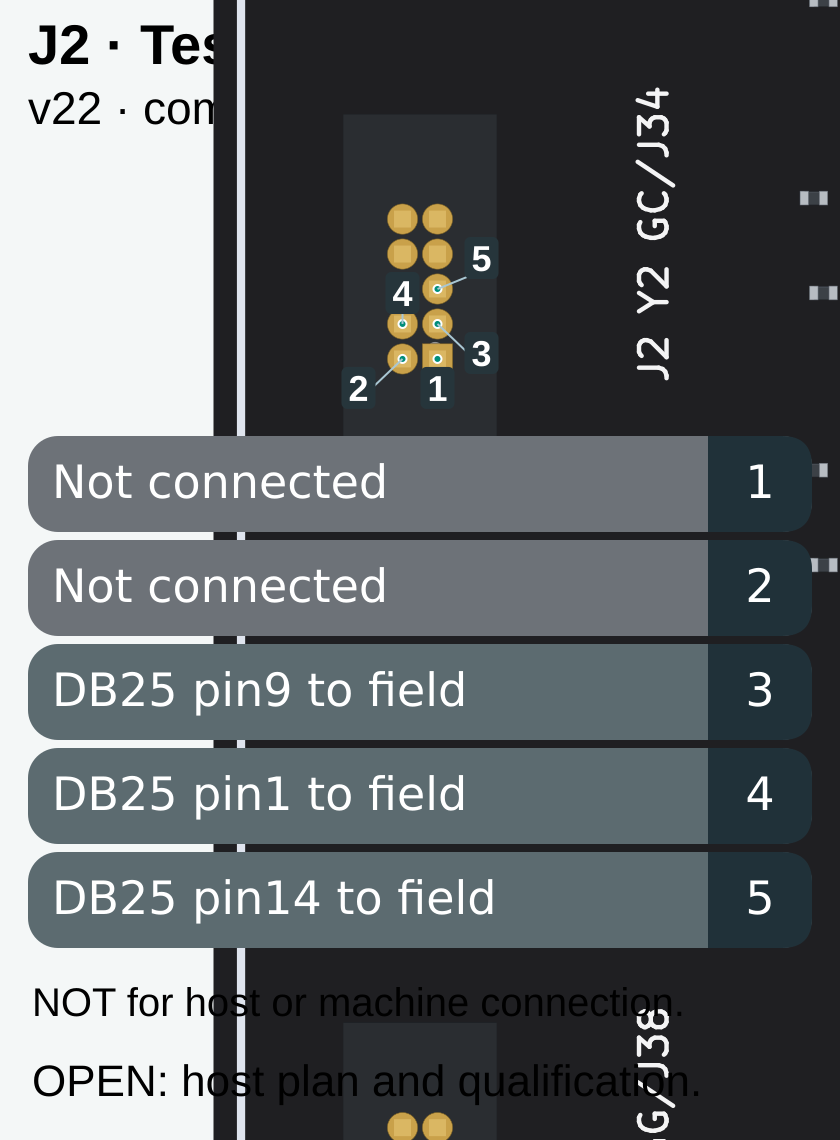 J2 · Tes
v22 · com
J2 Y2 GC/J34
5
4
3
2
1
Not connected 1
Not connected 2
DB25 pin9 to field 3
DB25 pin1 to field 4
DB25 pin14 to field 5
NOT for host or machine connection.
OPEN: host plan and qualification.
G/J38